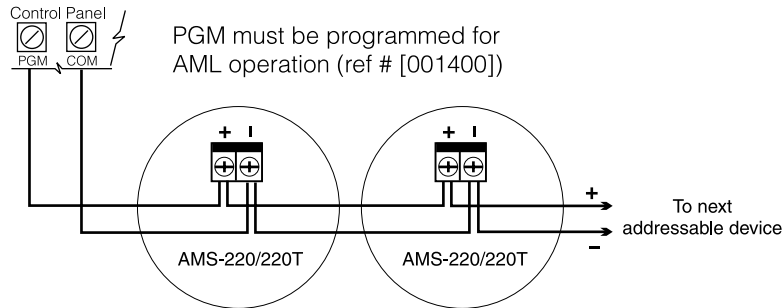 Control Panel
PGM COM
PGM must be programmed for
AML operation (ref # [001400])
+ −
+ −
AMS-220/220T
AMS-220/220T
+
−
To next
addressable device